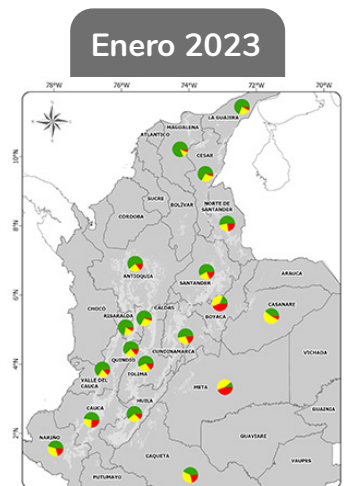 Enero 2023
78°W 76°W 74°W 72°W 70°W
LA GUAJIRA
MAGDALENA
ATLANTICO
10°N
CESAR
SUCRE
NORTE DE
SANTANDER
BOLÍVAR
CORDOBA
8°N
ANTIOQUIA
SANTANDER
ARAUCA
6°N
CHOCÓ
CALDAS
CASANARE
RISARALDA
BOYACA
CUNDINAMARCA
VICHADA
4°N
QUINDIO
TOLIMA
VALLE DEL
CAUCA
META
HUILA
CAUCA
GUAINIA
2°N
NARIÑO
GUAVIARE
CAQUETA
VAUPES
PUTUMAYO